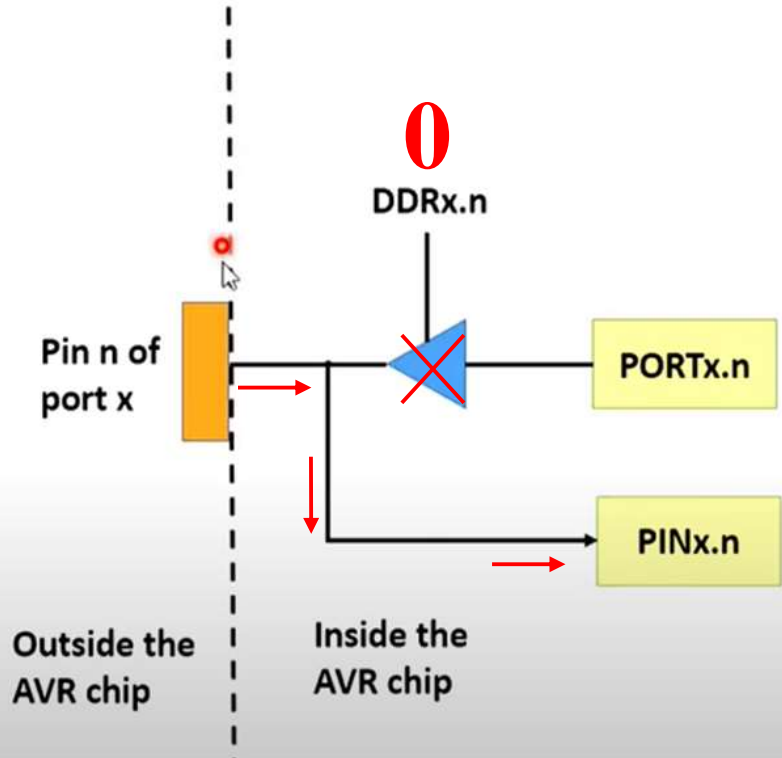 0
DDRx.n
Pin n of
port x
PORTx.n
PINx.n
Outside the
AVR chip
Inside the
AVR chip